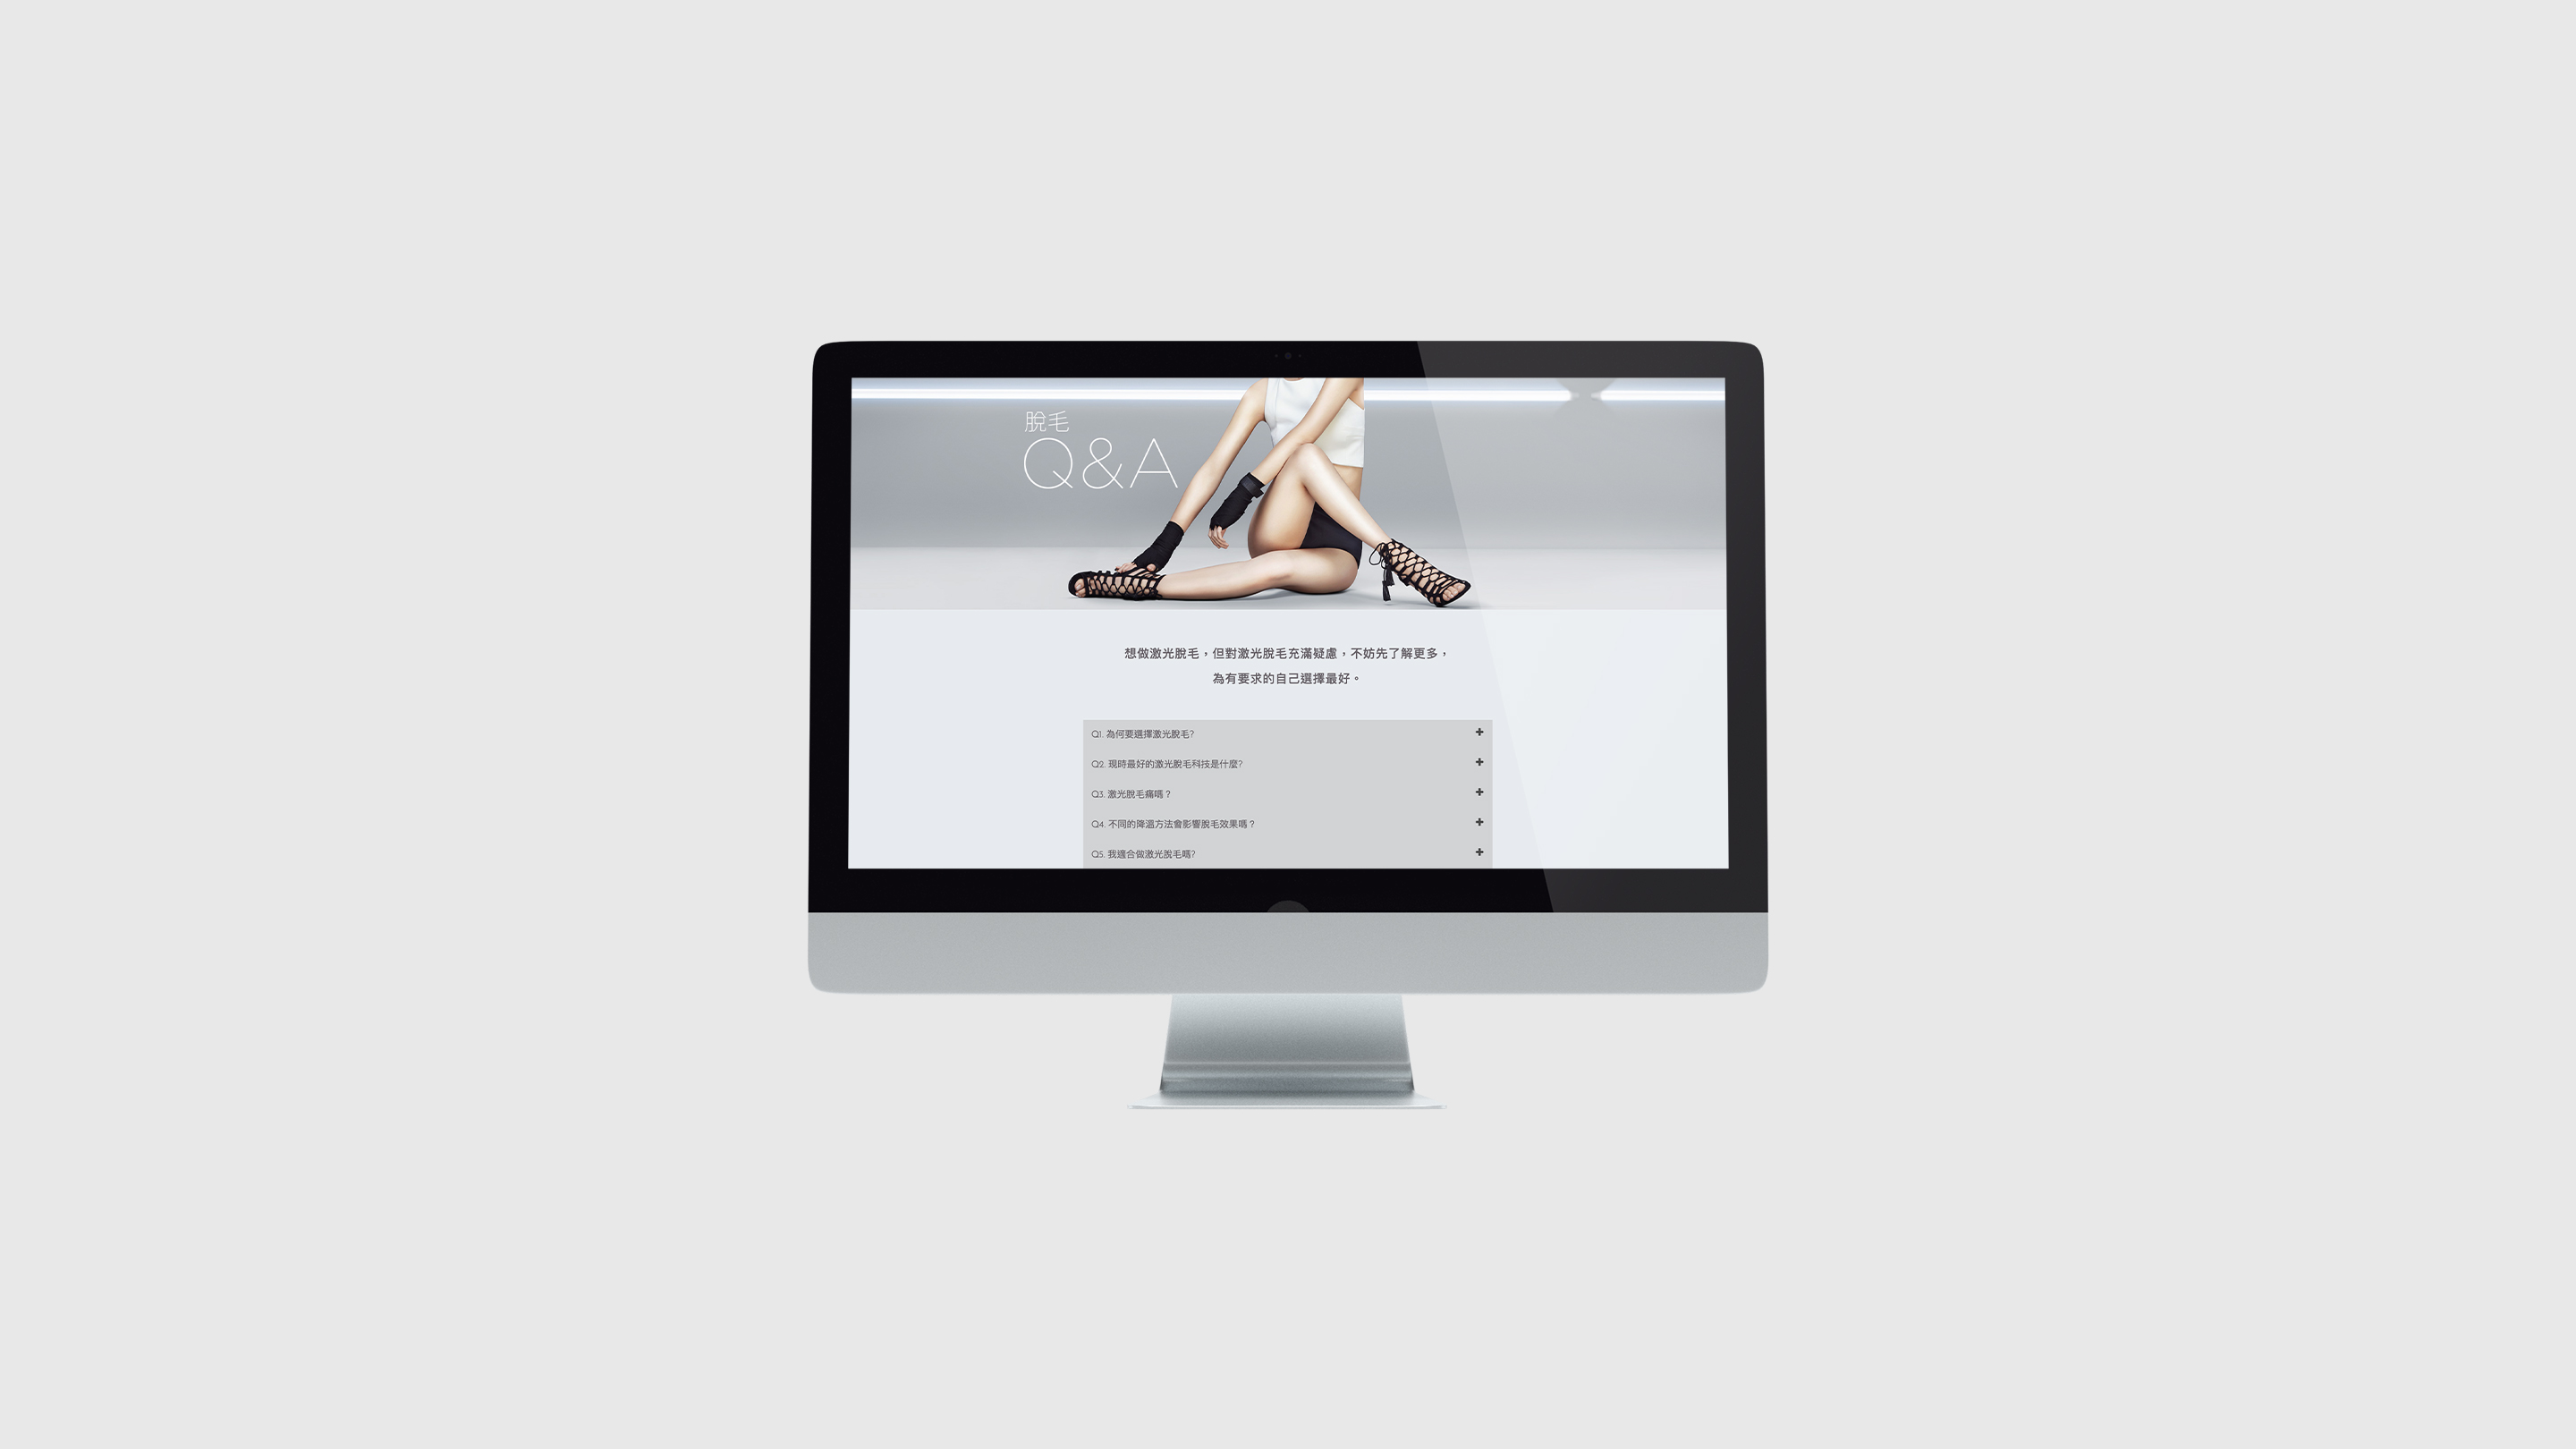 脫毛
Q&A
想做激光脫毛，但對激光脫毛充滿疑慮，不妨先了解更多，
為有要求的自己選擇最好。
Q1. 為何要選擇激光脫毛?
Q2. 現時最好的激光脫毛科技是什麼?
Q3. 激光脫毛痛嗎？
Q4. 不同的降溫方法會影響脫毛效果嗎？
Q5. 我適合做激光脫毛嗎?